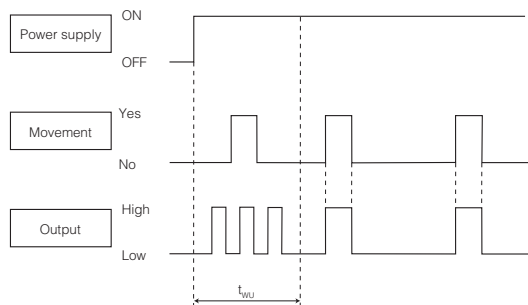 ON
Power supply
OFF
Yes
Movement
No
High
Output
Low
tWU